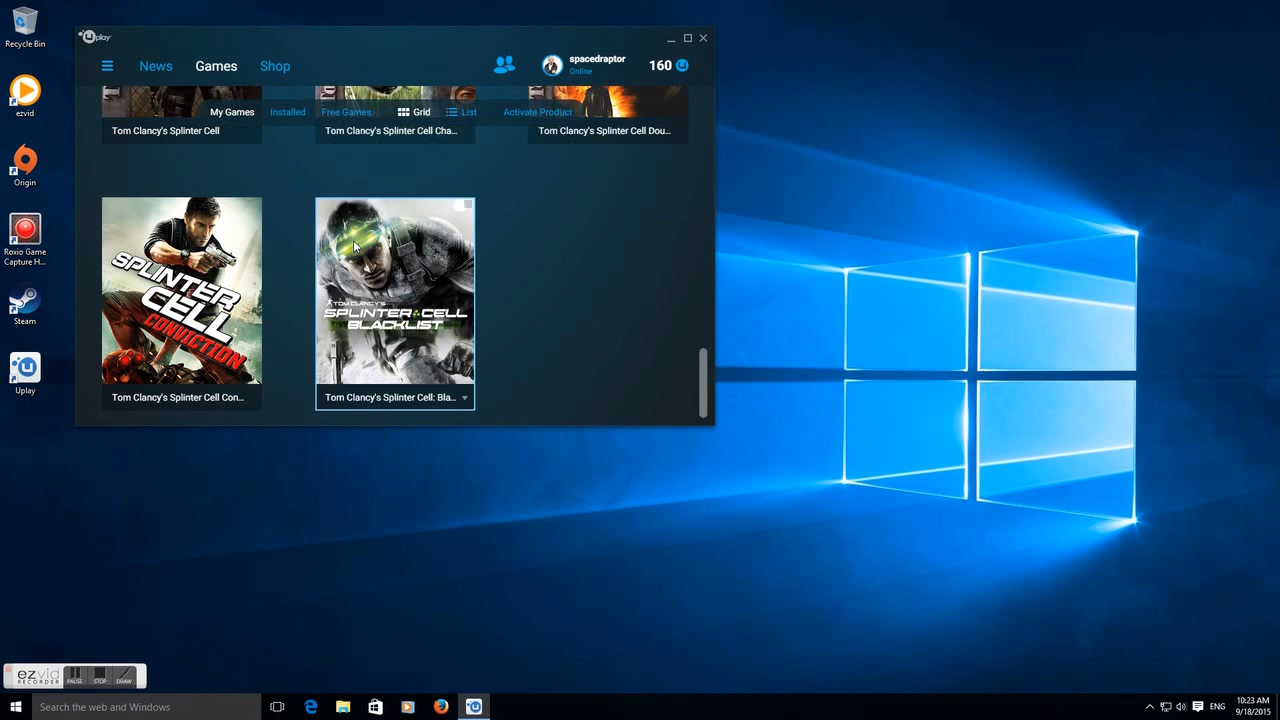 Recycle Bin
ezvid
Origin
Roxio Game
Capture H...
Steam
Uplay
uplay
News
Games
Shop
spacedraptor
Online
160
My Games
Installed
Free Games
Grid
List
Activate Product
Tom Clancy's Splinter Cell
Tom Clancy's Splinter Cell Cha...
Tom Clancy's Splinter Cell Dou...
SPLINTER
CELL
CONVICTION
Tom Clancy's Splinter Cell Con...
TOM CLANCY'S
SPLINTER CELL
BLACKLIST
Tom Clancy's Splinter Cell: Bla...
ezvid
RECORDER
PAUSE
STOP
DRAW
Search the web and Windows
ENG
10:23 AM
9/18/2015